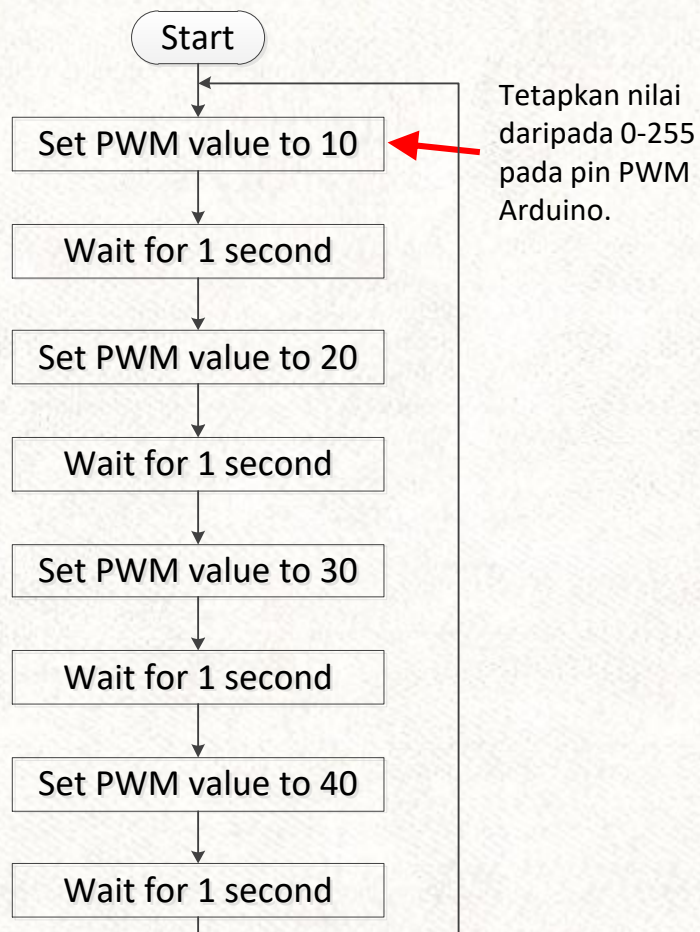 Start
Set PWM value to 10
Tetapkan nilai
daripada 0-255
pada pin PWM
Arduino.
Wait for 1 second
Set PWM value to 20
Wait for 1 second
Set PWM value to 30
Wait for 1 second
Set PWM value to 40
Wait for 1 second